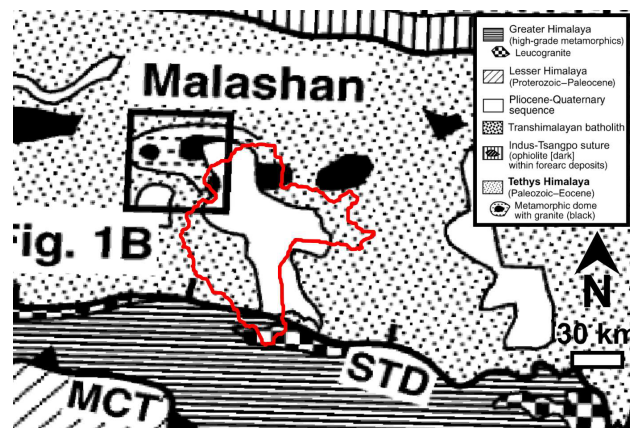 Malashan
Fig. 1B
STD
MCT
Greater Himalaya
(high-grade metamorphics)
Leucogranite
Lesser Himalaya
(Proterozoic–Paleocene)
Pliocene-Quaternary
sequence
Transhimalayan batholith
Indus-Tsangpo suture
(ophiolite [dark]
within forearc deposits)
Tethys Himalaya
(Paleozoic–Eocene)
Metamorphic dome
with granite (black)
N
30 km